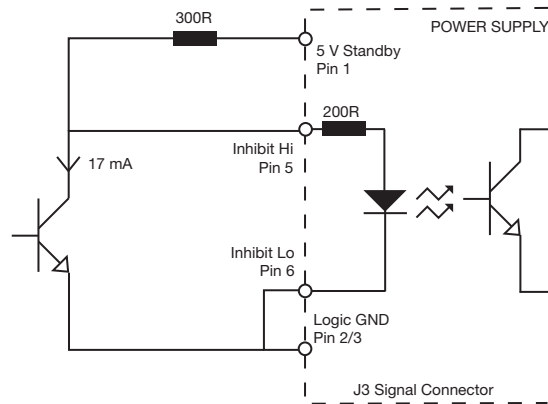 300R
POWER SUPPLY
5 V Standby
Pin 1
200R
Inhibit Hi
Pin 5
17 mA
Inhibit Lo
Pin 6
Logic GND
Pin 2/3
J3 Signal Connector